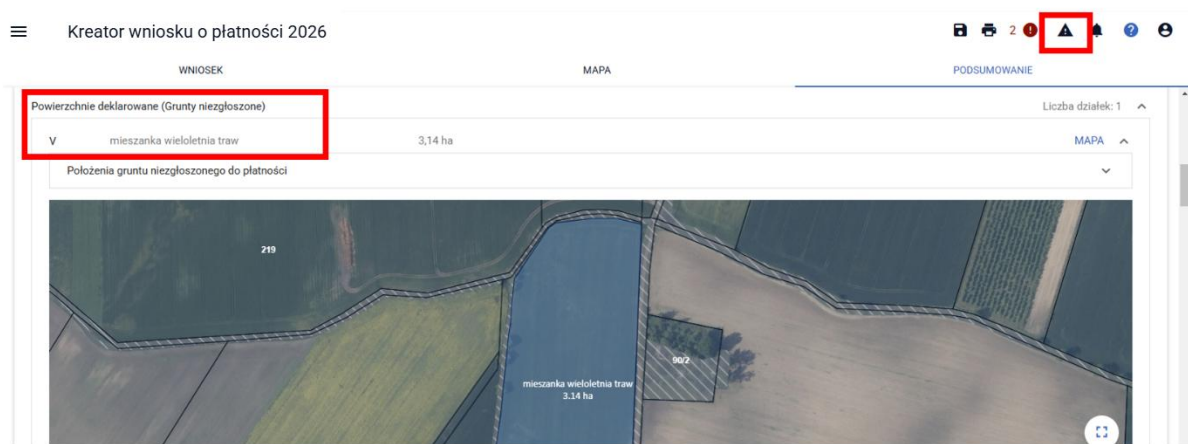 Kreator wniosku o płatności 2026
2
WNIOSEK
MAPA
PODSUMOWANIE
Powierzchnie deklarowane (Grunty niezgłoszone)
Liczba działek: 1
V mieszanka wieloletnia traw 3,14 ha MAPA
Położenia gruntu niezgłoszonego do płatności
219
90/2
mieszanka wieloletnia traw
3.14 ha